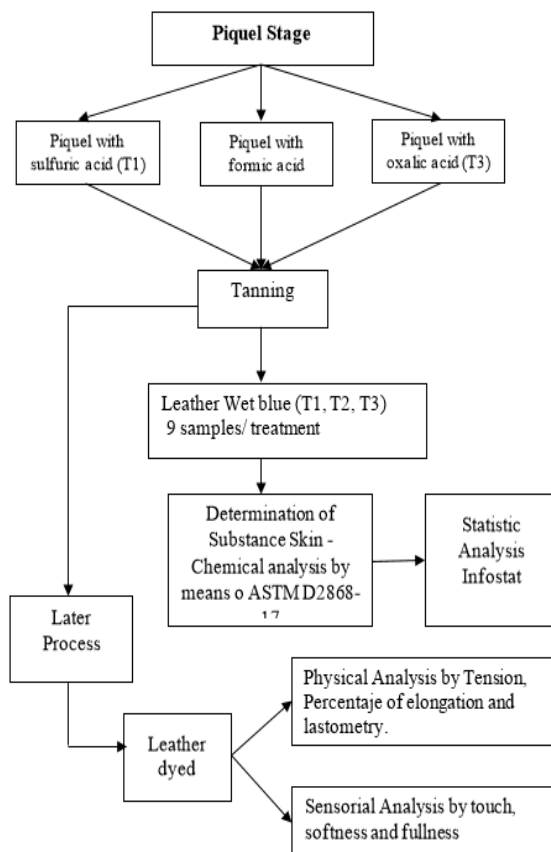 Piquel Stage
Piquel with
sulfuric acid (T1)
Piquel with
formic acid
Piquel with
oxalic acid (T3)
Tanning
Leather Wet blue (T1, T2, T3)
9 samples/ treatment
Determination of
Substance Skin -
Chemical analysis by
means o ASTM D2868-
17
Statistic
Analysis
Infostat
Later
Process
Leather
dyed
Physical Analysis by Tension,
Percentaje of elongation and
lastometry.
Sensorial Analysis by touch,
softness and fullness